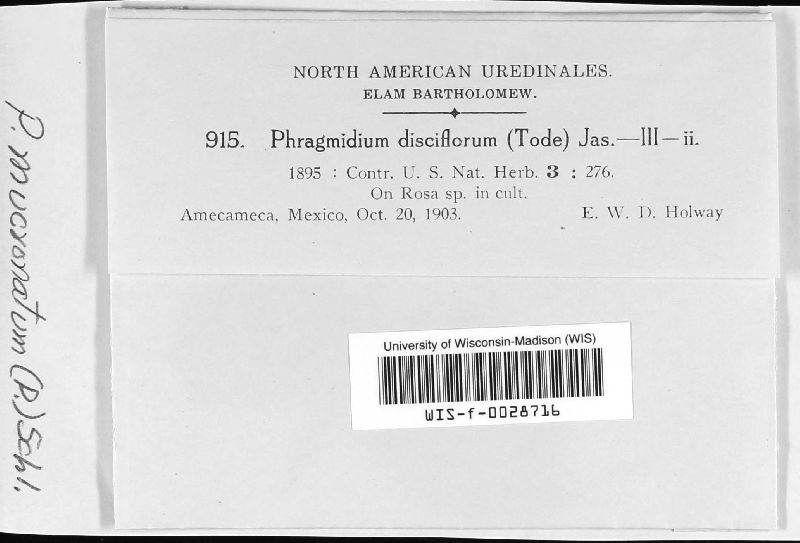 NORTH AMERICAN UREDINALES.
ELAM BARTHOLOMEW.
915. Phragmidium disciflorum (Tode) Jas.—III—ii.
1895 : Contr. U. S. Nat. Herb. 3 : 276.
On Rosa sp. in cult.
Amecameca, Mexico, Oct. 20, 1903. E. W. D. Holway
University of Wisconsin-Madison (WIS)
WIS-f-0028716
P. mucronatum (P.) Schl.